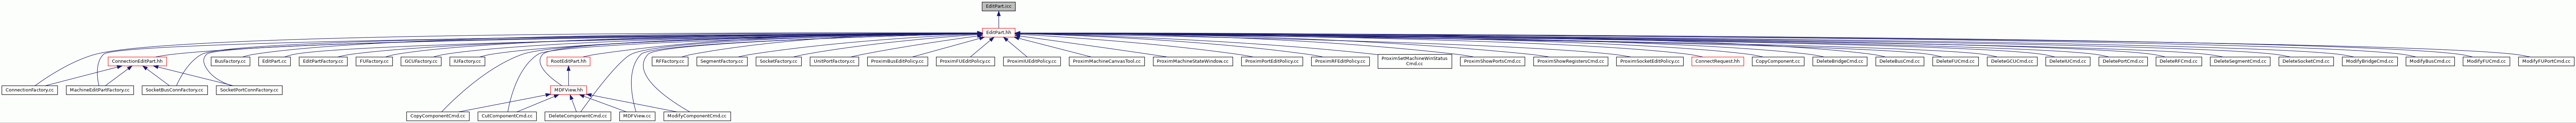 EditPart.icc
EditPart.hh
ConnectionEditPart.hh
BusFactory.cc
EditPart.cc
EditPartFactory.cc
FUFactory.cc
GCUFactory.cc
IUFactory.cc
RootEditPart.hh
RFFactory.cc
SegmentFactory.cc
SocketFactory.cc
UnitPortFactory.cc
ProximBusEditPolicy.cc
ProximFUEditPolicy.cc
ProximIUEditPolicy.cc
ProximMachineCanvasTool.cc
ProximMachineStateWindow.cc
ProximPortEditPolicy.cc
ProximRFEditPolicy.cc
ProximSetMachineWinStatus
Cmd.cc
ProximShowPortsCmd.cc
ProximShowRegistersCmd.cc
ProximSocketEditPolicy.cc
ConnectRequest.hh
CopyComponent.cc
DeleteBridgeCmd.cc
DeleteBusCmd.cc
DeleteFUCmd.cc
DeleteGCUCmd.cc
DeleteIUCmd.cc
DeletePortCmd.cc
DeleteRFCmd.cc
DeleteSegmentCmd.cc
DeleteSocketCmd.cc
ModifyBridgeCmd.cc
ModifyBusCmd.cc
ModifyFUCmd.cc
ModifyFUPortCmd.cc
ConnectionFactory.cc
MachineEditPartFactory.cc
SocketBusConnFactory.cc
SocketPortConnFactory.cc
MDFView.hh
CopyComponentCmd.cc
CutComponentCmd.cc
DeleteComponentCmd.cc
MDFView.cc
ModifyComponentCmd.cc